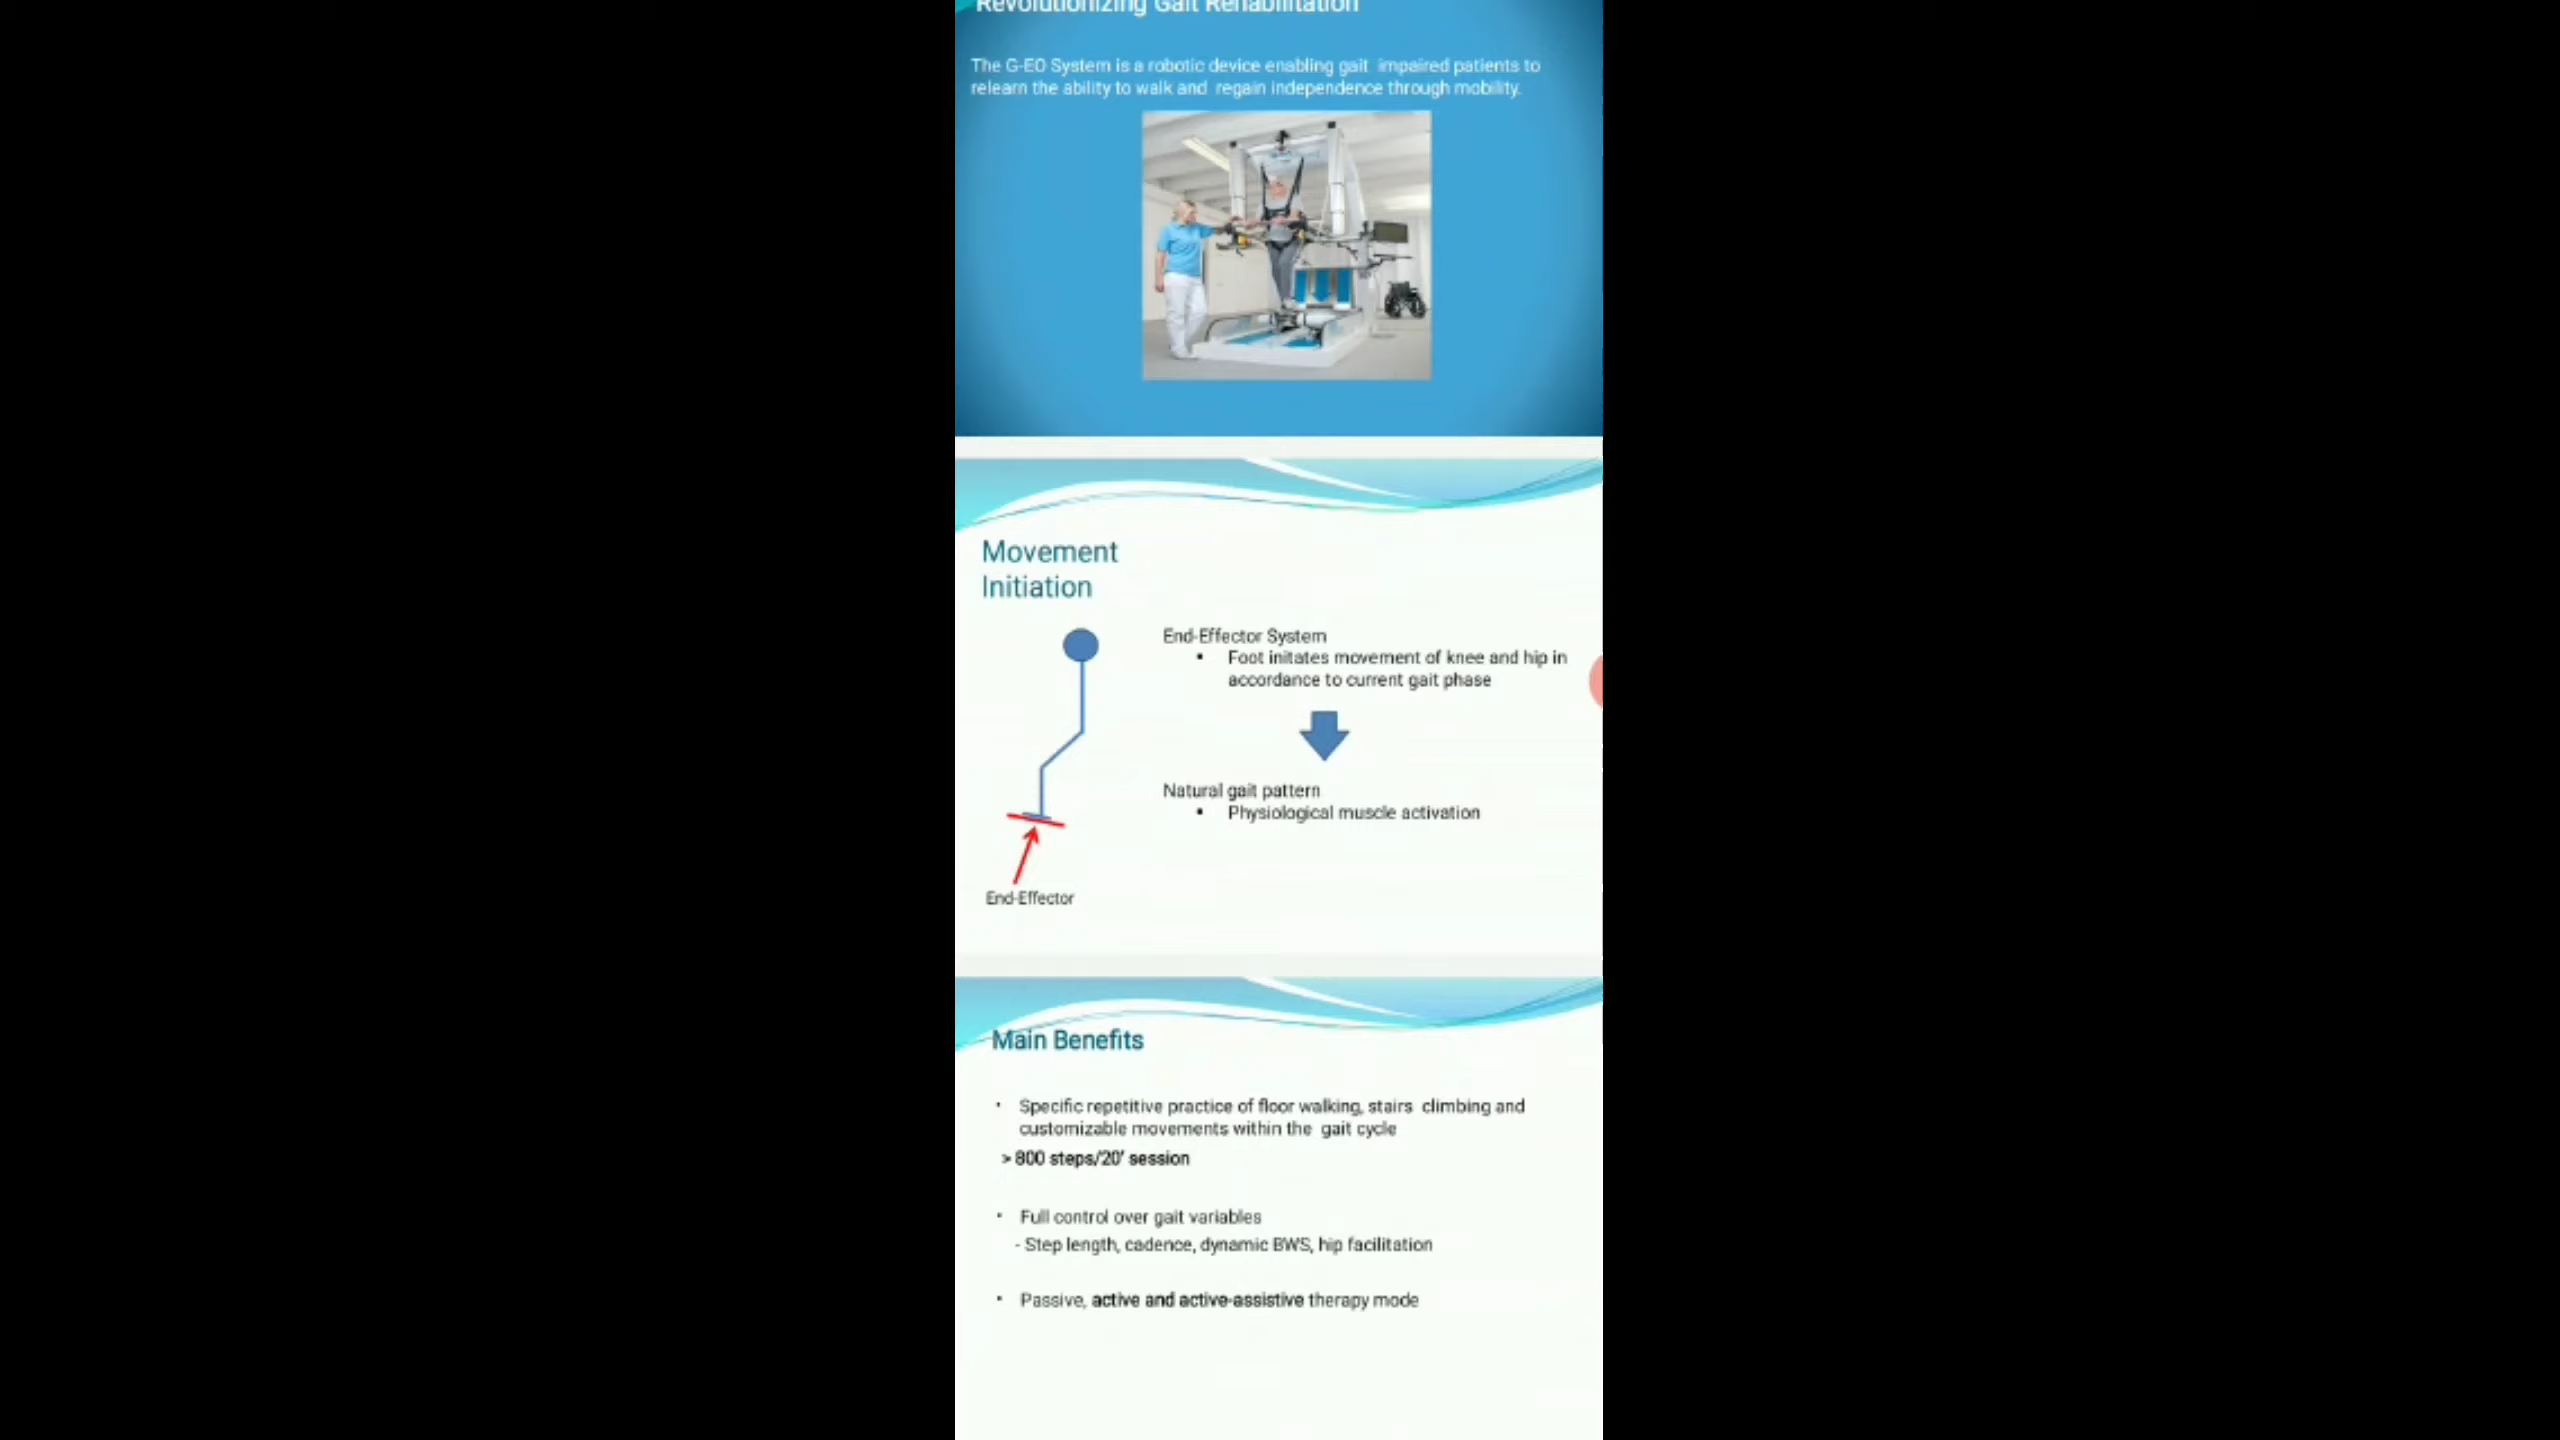 Revolutionizing Gait Rehabilitation
The G-EO System is a robotic device enabling gait impaired patients to
relearn the ability to walk and regain independence through mobility.
Movement
Initiation
End-Effector System
▪ Foot initates movement of knee and hip in
accordance to current gait phase
Natural gait pattern
▪ Physiological muscle activation
End-Effector
Main Benefits
• Specific repetitive practice of floor walking, stairs climbing and
customizable movements within the gait cycle
> 800 steps/20' session
• Full control over gait variables
- Step length, cadence, dynamic BWS, hip facilitation
• Passive, active and active-assistive therapy mode